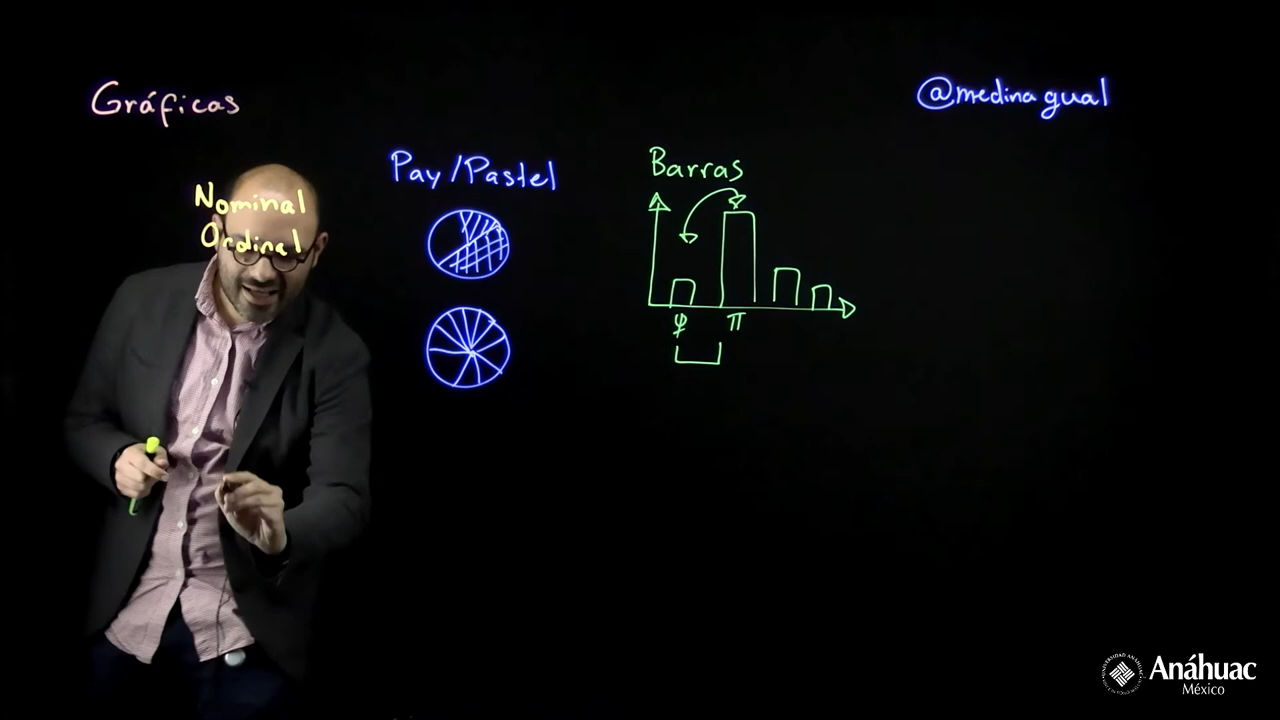 Gráficas
@medinagual
Nominal
Ordinal
Pay/Pastel
Barras
φ π
Anáhuac
México